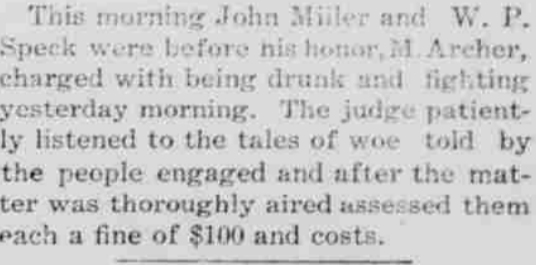 This morning John Miller and W. P.
Speck were before his honor, M. Archer,
charged with being drunk and fighting
yesterday morning. The judge patient-
ly listened to the tales of woe told by
the people engaged and after the mat-
ter was thoroughly aired assessed them
each a fine of $100 and costs.